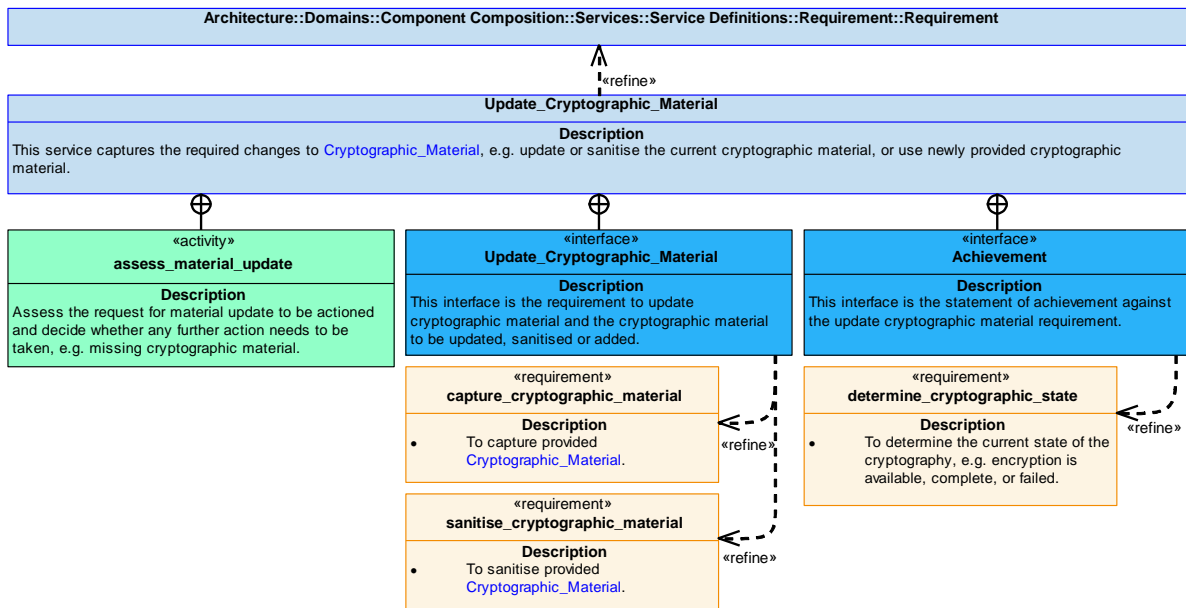 Architecture::Domains::Component Composition::Services::Service Definitions::Requirement::Requirement
«refine»
Update_Cryptographic_Material
Description
This service captures the required changes to Cryptographic_Material, e.g. update or sanitise the current cryptographic material, or use newly provided cryptographic
material.
«activity»
assess_material_update
Description
Assess the request for material update to be actioned
and decide whether any further action needs to be
taken, e.g. missing cryptographic material.
«interface»
Update_Cryptographic_Material
Description
This interface is the requirement to update
cryptographic material and the cryptographic material
to be updated, sanitised or added.
«interface»
Achievement
Description
This interface is the statement of achievement against
the update cryptographic material requirement.
«requirement»
capture_cryptographic_material
Description
• To capture provided
Cryptographic_Material.
«refine»
«requirement»
determine_cryptographic_state
Description
• To determine the current state of the
cryptography, e.g. encryption is
available, complete, or failed.
«refine»
«requirement»
sanitise_cryptographic_material
Description
• To sanitise provided
Cryptographic_Material.
«refine»